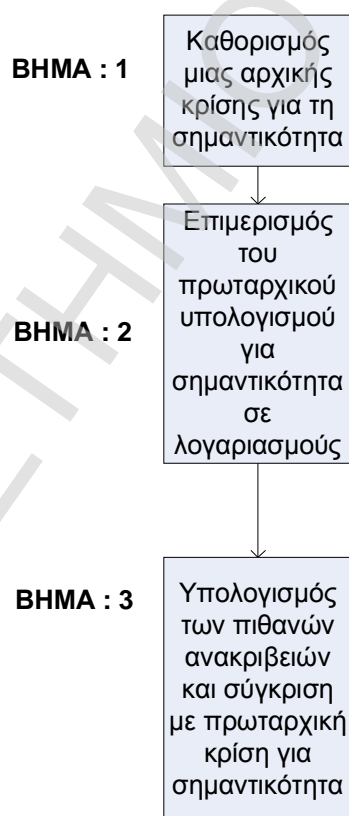 ΒΗΜΑ : 1
Καθορισμός
μιας αρχικής
κρίσης για τη
σημαντικότητα
ΒΗΜΑ : 2
Επιμερισμός
του
πρωταρχικού
υπολογισμού
για
σημαντικότητα
σε
λογαριασμούς
ΒΗΜΑ : 3
Υπολογισμός
των πιθανών
ανακριβειών
και σύγκριση
με πρωταρχική
κρίση για
σημαντικότητα